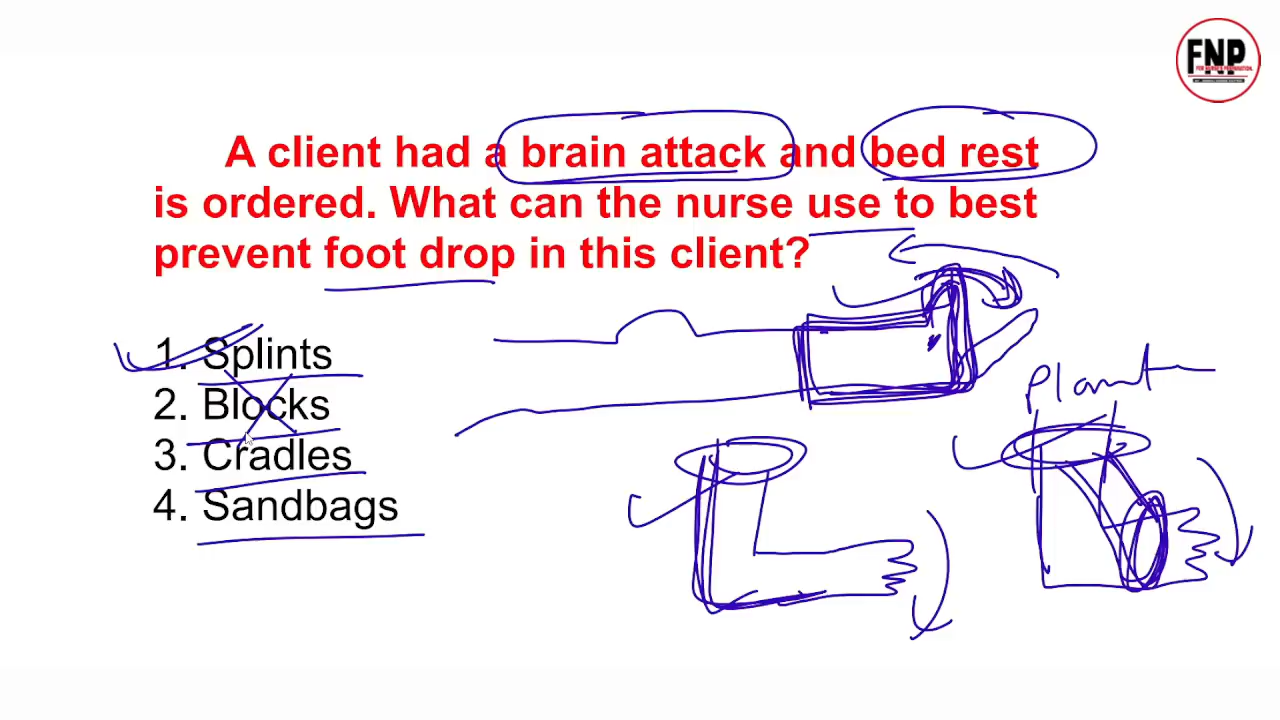 FNP
A client had a brain attack and bed rest
is ordered. What can the nurse use to best
prevent foot drop in this client?
1. Splints
2. Blocks
3. Cradles
4. Sandbags